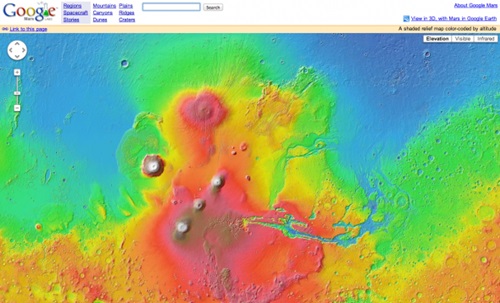 Google
Mars
Regions Mountains Plains
Spacecraft Canyons Ridges
Stories Dunes Craters
Search
About Google Mars
View in 3D, with Mars in Google Earth
Link to this page
A shaded relief map color-coded by altitude
Elevation Visible Infrared